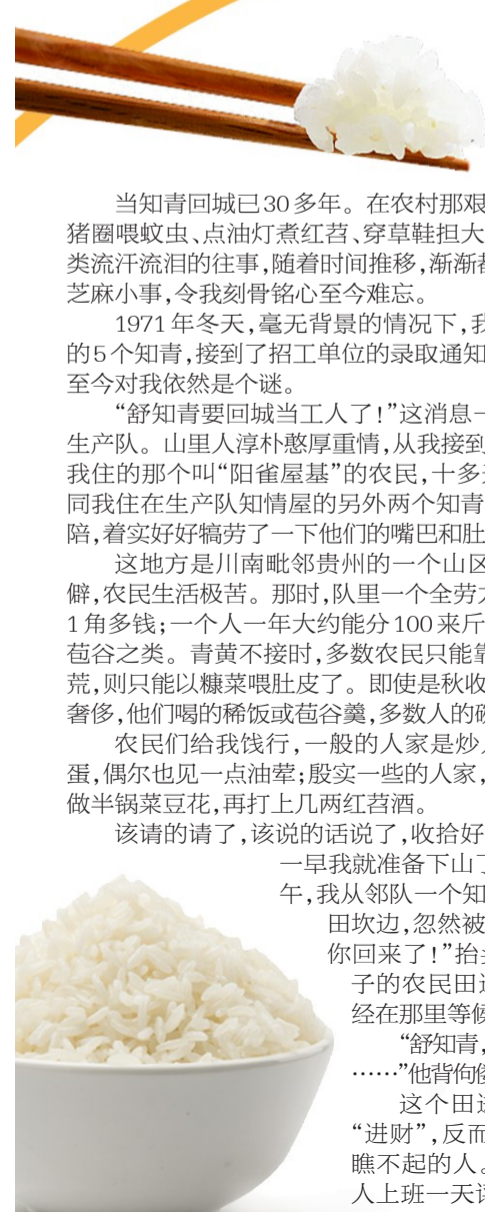 当知青回城已30多年。在农村那艰
猪圈喂蚊虫、点油灯煮红苕、穿草鞋担大
类流汗流泪的往事,随着时间推移,渐渐都
芝麻小事,令我刻骨铭心至今难忘。
1971年冬天,毫无背景的情况下,我
的5个知青,接到了招工单位的录取通知
至今对我依然是个谜。
“舒知青要回城当工人了!”这消息一
生产队。山里人淳朴憨厚重情,从我接到
我住的那个叫“阳雀屋基”的农民,十多
同我住在生产队知情屋的另外两个知青
陪,着实好好犒劳了一下他们的嘴巴和肚
这地方是川南毗邻贵州的一个山区
僻,农民生活极苦。那时,队里一个全劳力
1角多钱;一个人一年大约能分100来斤
苞谷之类。青黄不接时,多数农民只能靠
荒,则只能以糠菜喂肚皮了。即使是秋收
奢侈,他们喝的稀饭或苞谷羹,多数人的碗
农民们给我饯行,一般的人家是炒
蛋,偶尔也见一点油荤;殷实一些的人家,
做半锅菜豆花,再打上几两红苕酒。
该请的请了,该说的话说了,收拾好
一早我就准备下山了
午,我从邻队一个知
田坎边,忽然被
你回来了!”抬头
子的农民田进
经在那里等候
“舒知青,
……”他背佝偻
这个田进
“进财”,反而
瞧不起的人。
人上班一天评